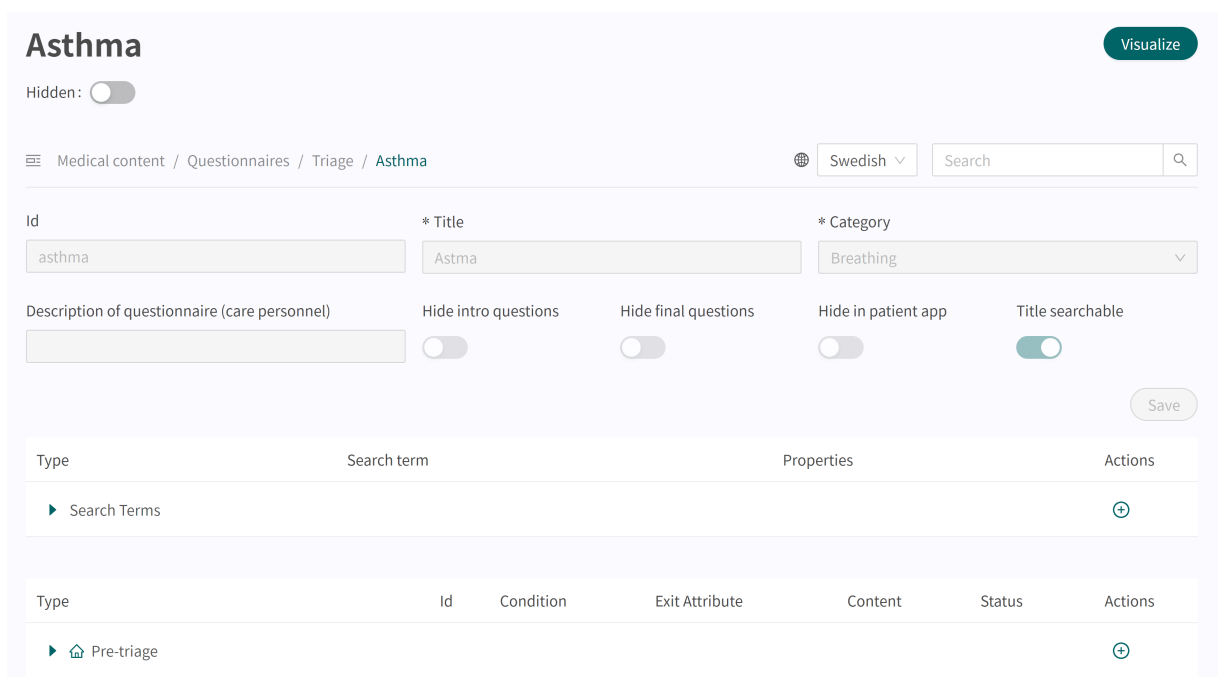 Asthma
Visualize
Hidden:
Medical content / Questionnaires / Triage / Asthma
Swedish
Search
Id
* Title
* Category
asthma
Astma
Breathing
Description of questionnaire (care personnel)
Hide intro questions
Hide final questions
Hide in patient app
Title searchable
Save
Type Search term Properties Actions
Search Terms
Type Id Condition Exit Attribute Content Status Actions
Pre-triage